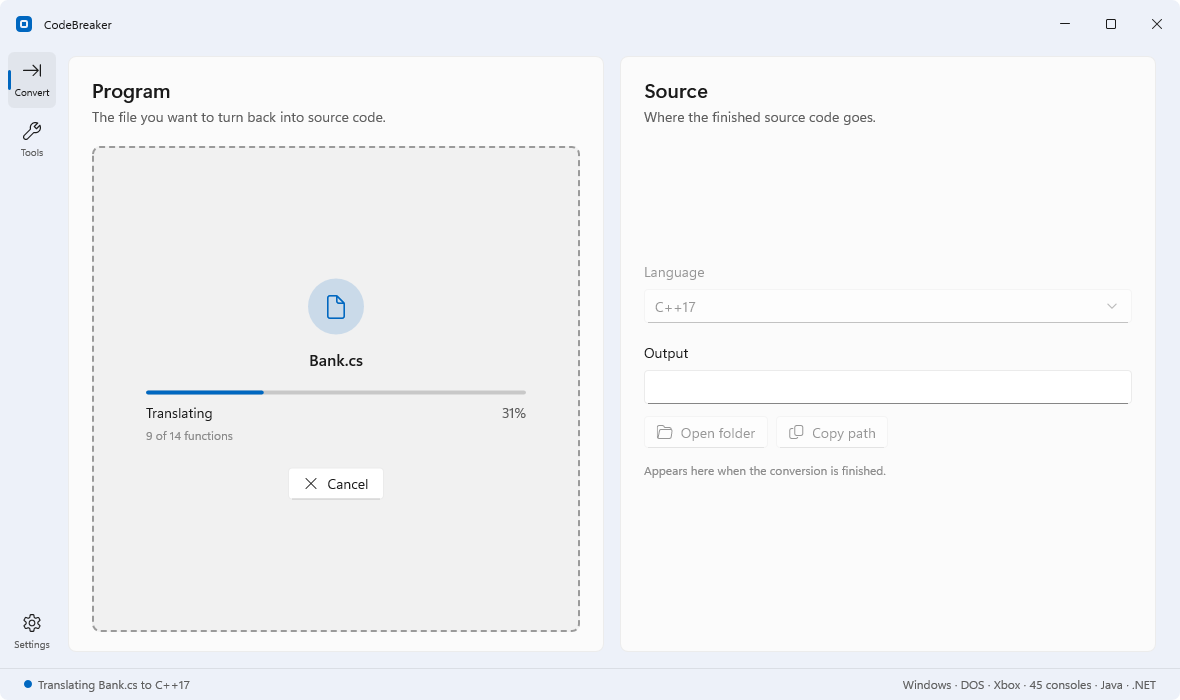 CodeBreaker
Convert
Tools
Settings
Program
The file you want to turn back into source code.
Bank.cs
Translating 31%
9 of 14 functions
Cancel
Source
Where the finished source code goes.
Language
C++17
Output
Open folder Copy path
Appears here when the conversion is finished.
Translating Bank.cs to C++17
Windows · DOS · Xbox · 45 consoles · Java · .NET